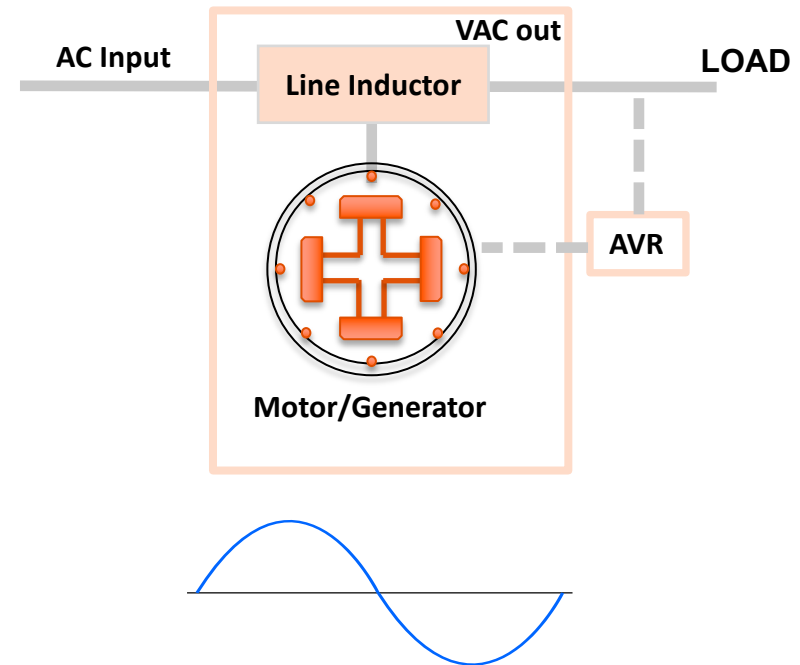 VAC out
AC Input
LOAD
Line Inductor
AVR
Motor/Generator